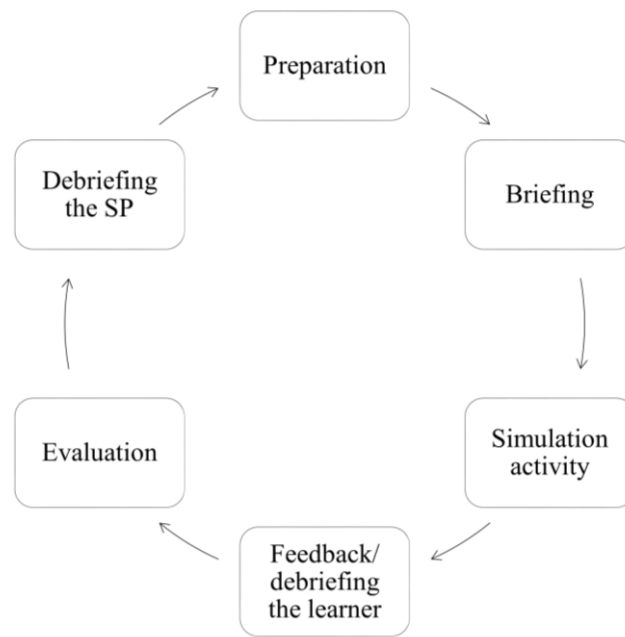 Preparation
Briefing
Simulation
activity
Feedback/
debriefing
the learner
Evaluation
Debriefing
the SP